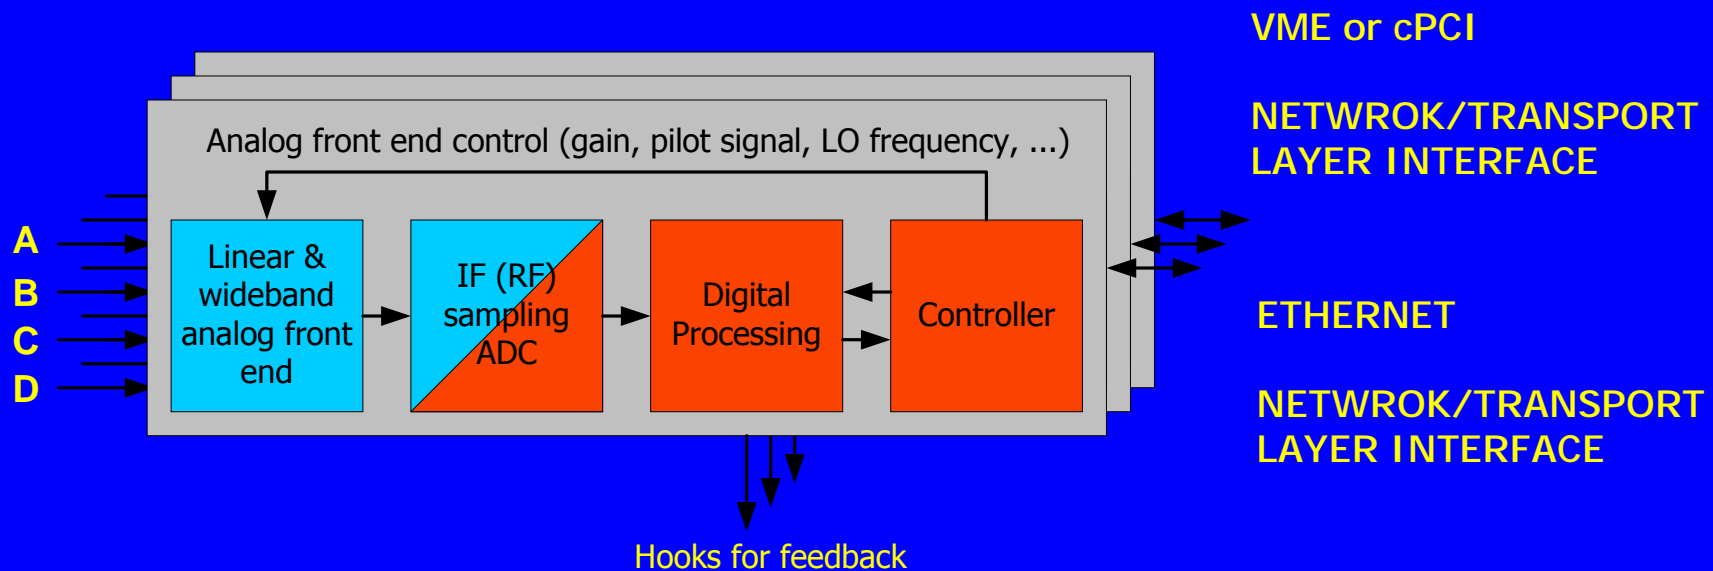 VME or cPCI
NETWROK/TRANSPORT
LAYER INTERFACE
Analog front end control (gain, pilot signal, LO frequency, ...)
A
B
C
D
Linear &
wideband
analog front
end
IF (RF)
sampling
ADC
Digital
Processing
Controller
ETHERNET
NETWROK/TRANSPORT
LAYER INTERFACE
Hooks for feedback